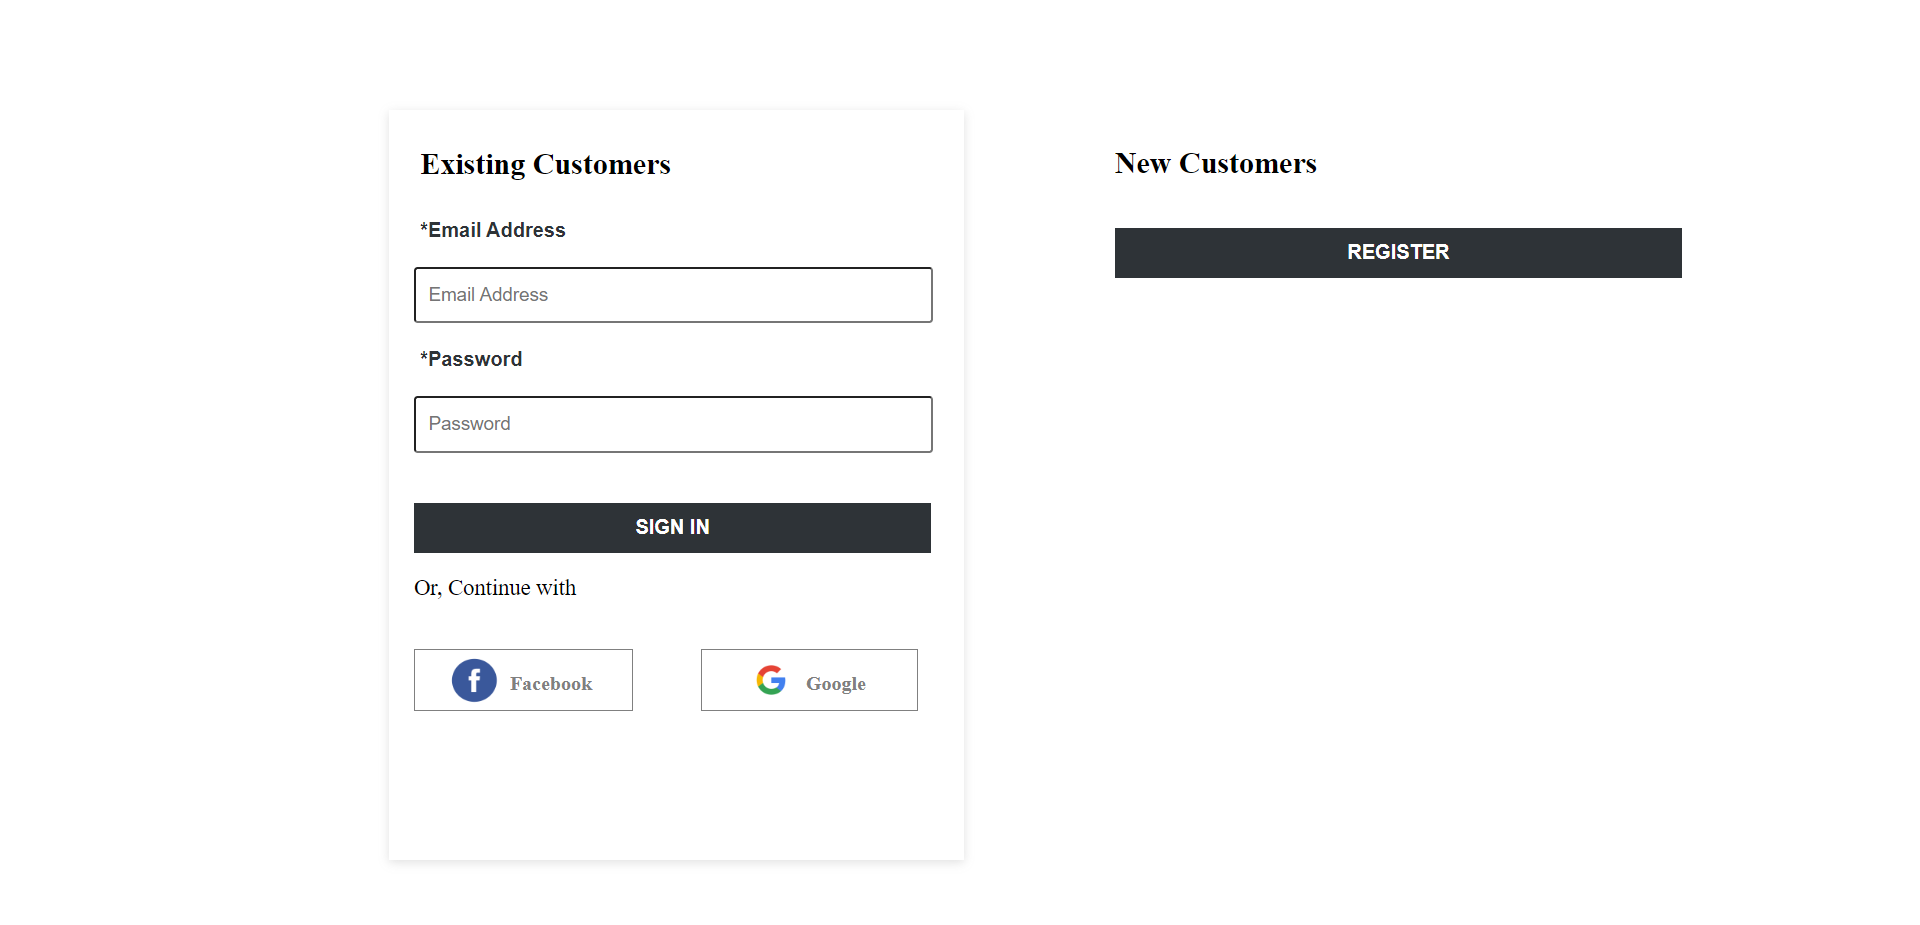 Existing Customers
*Email Address
Email Address
*Password
Password
SIGN IN
Or, Continue with
f Facebook
G Google
New Customers
REGISTER